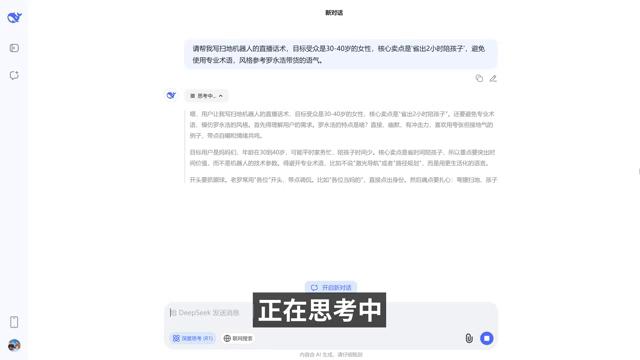 新对话
请帮我写扫地机器人的直播话术，目标受众是30-40岁的女性，核心卖点是‘省出2小时陪孩子’，避免
使用专业术语，风格参考罗永浩带货的语气。
思考中...
嗯，用户让我写扫地机器人的直播话术，目标受众是30-40岁的女性，核心卖点是‘省出2小时陪孩子’。还要避免专业术
语，模仿罗永浩的风格。首先得理解用户的需求。罗永浩的特点是啥？直接、幽默、有冲击力，喜欢用夸张但接地气的
例子，带点自嘲和情绪共鸣。
目标用户是妈妈们，年龄在30到40岁，可能平时家务忙，陪孩子时间少。核心卖点是省时间陪孩子，所以重点要突出时
间价值，而不是机器人的技术参数。得避开专业术语，比如不说“激光导航”或者“路径规划”，而是用更生活化的语言。
开头要抓眼球。老罗常用“各位”开头，带点调侃。比如“各位当妈的”，直接点出身份。然后痛点要扎心：弯腰扫地、孩子
开启新对话
给 DeepSeek 发送消息
正在思考中
深度思考 (R1)
联网搜索
内容由 AI 生成，请仔细甄别